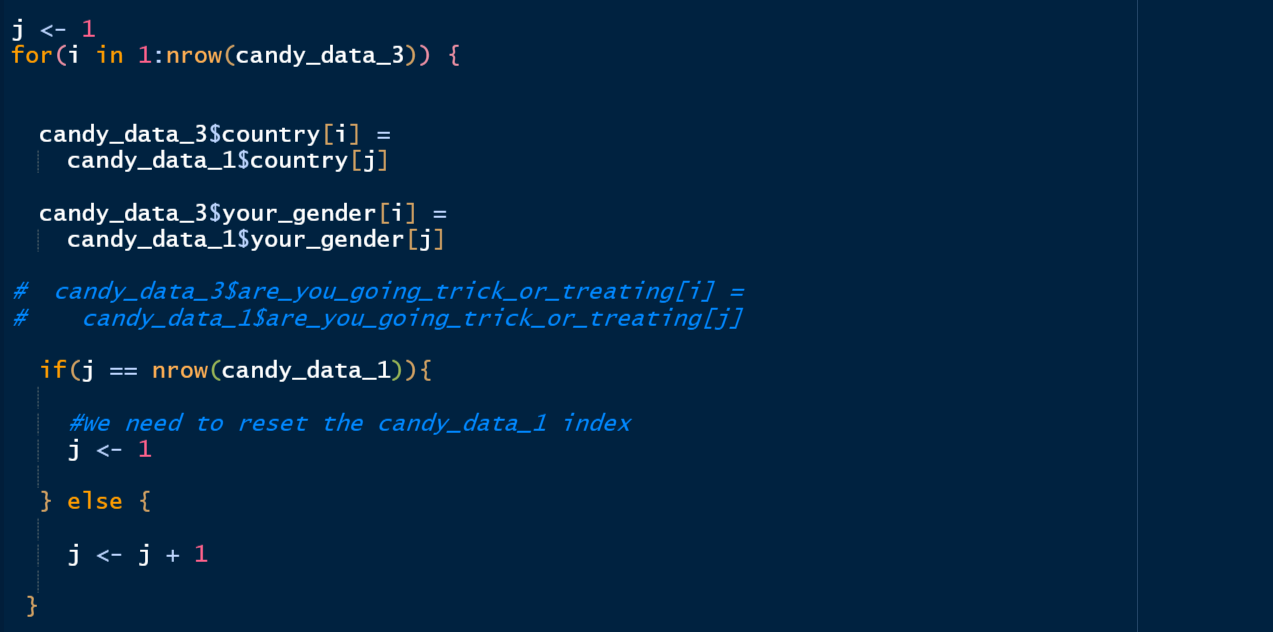 j <- 1
for(i in 1:nrow(candy_data_3)) {
candy_data_3$country[i] =
candy_data_1$country[j]
candy_data_3$your_gender[i] =
candy_data_1$your_gender[j]
#  candy_data_3$are_you_going_trick_or_treating[i] =
#    candy_data_1$are_you_going_trick_or_treating[j]
if(j == nrow(candy_data_1)){
#We need to reset the candy_data_1 index
j <- 1
} else {
j <- j + 1
}